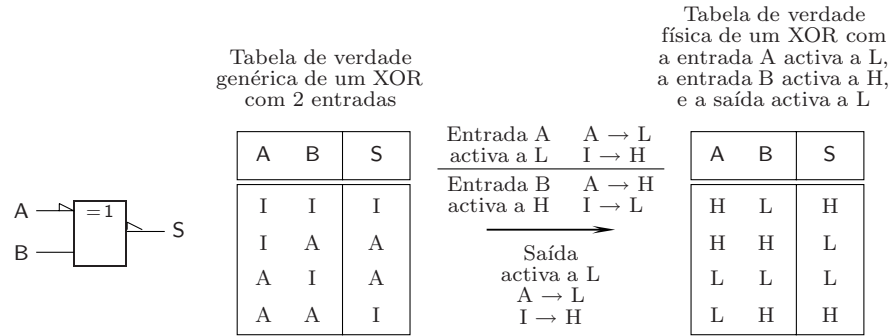 Tabela de verdade
genérica de um XOR
com 2 entradas
Tabela de verdade
física de um XOR com
a entrada A activa a L,
a entrada B activa a H,
e a saída activa a L
A
B
=1
S
A B S
I I I
I A A
A I A
A A I
Entrada A A → L
activa a L I → H
Entrada B A → H
activa a H I → L
Saída
activa a L
A → L
I → H
A B S
H L H
H H L
L L L
L H H